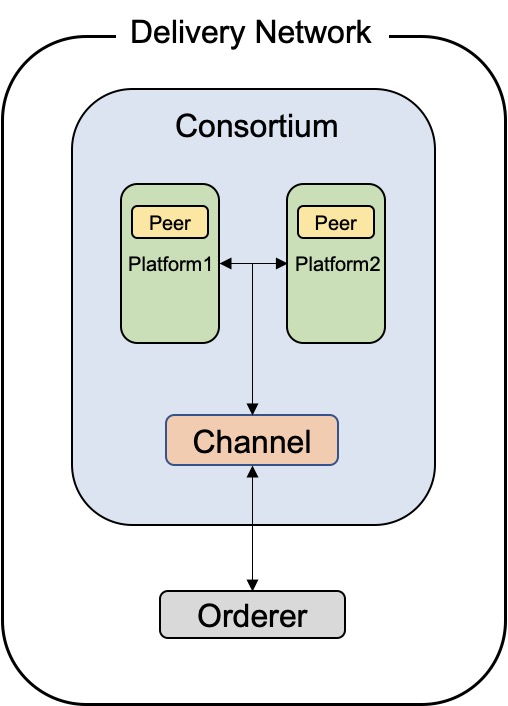 Delivery Network
Consortium
Peer
Peer
Platform1
Platform2
Channel
Orderer